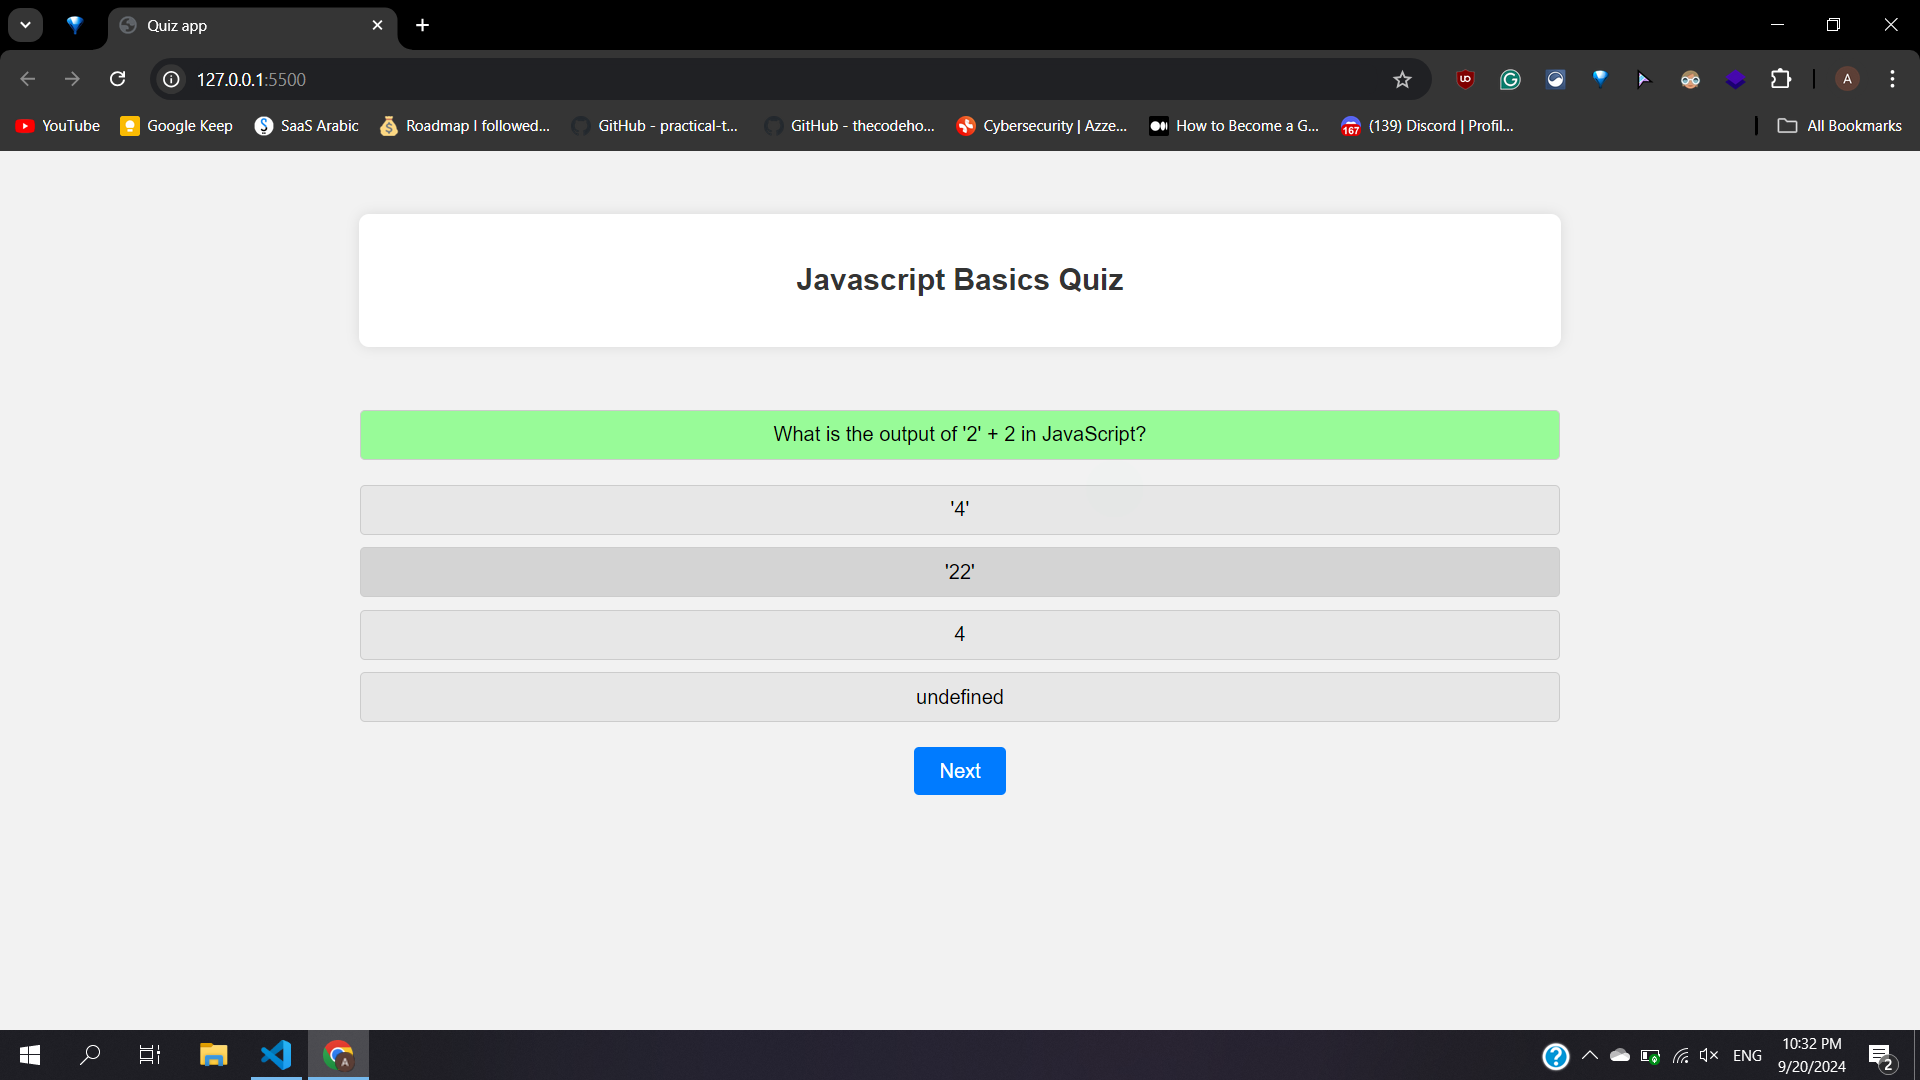 Quiz app
127.0.0.1:5500
A
YouTube
Google Keep
SaaS Arabic
Roadmap I followed...
GitHub - practical-t...
GitHub - thecodeho...
Cybersecurity | Azze...
How to Become a G...
167
(139) Discord | Profil...
All Bookmarks
Javascript Basics Quiz
What is the output of '2' + 2 in JavaScript?
'4'
'22'
4
undefined
Next
A
ENG
10:32 PM
9/20/2024
2